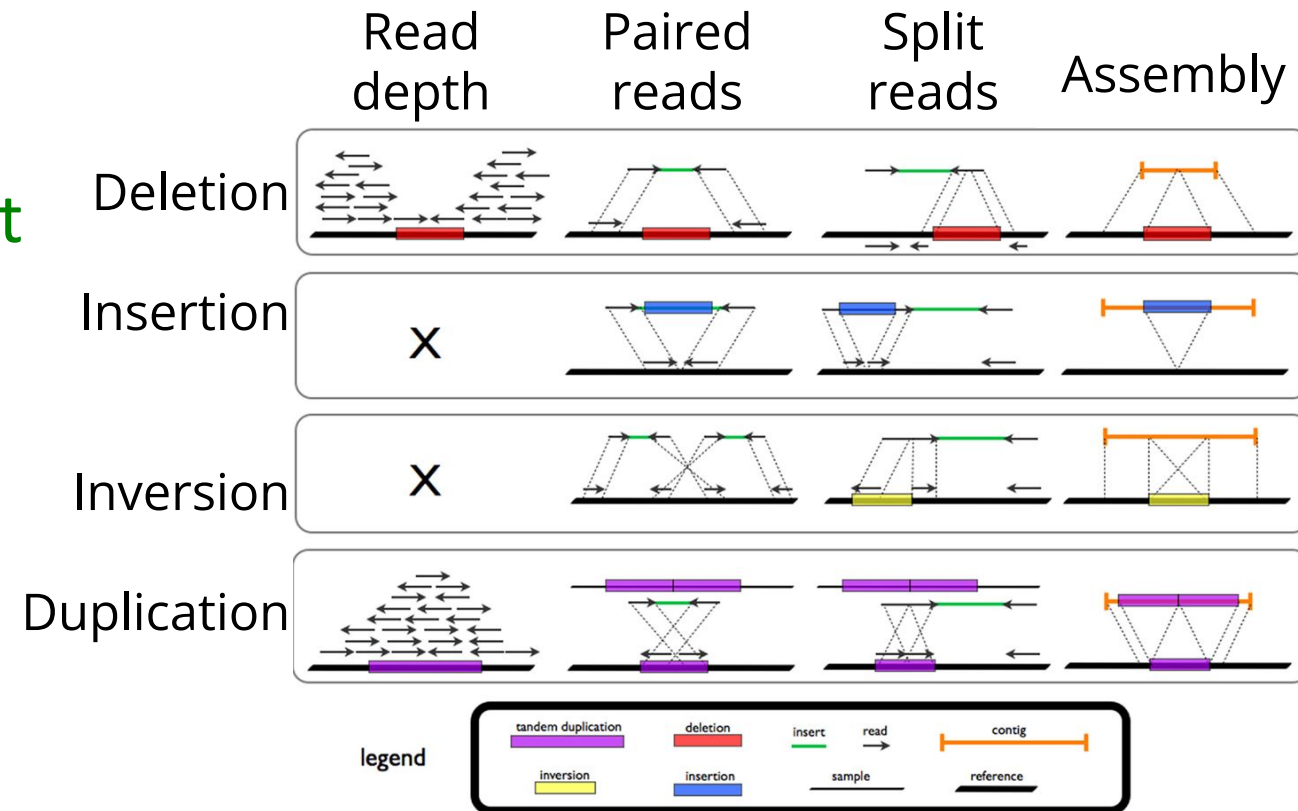 Read depth
Paired reads
Split reads
Assembly
t
Deletion
Insertion
X
Inversion
X
Duplication
legend
tandem duplication
deletion
insert
read
contig
inversion
insertion
sample
reference